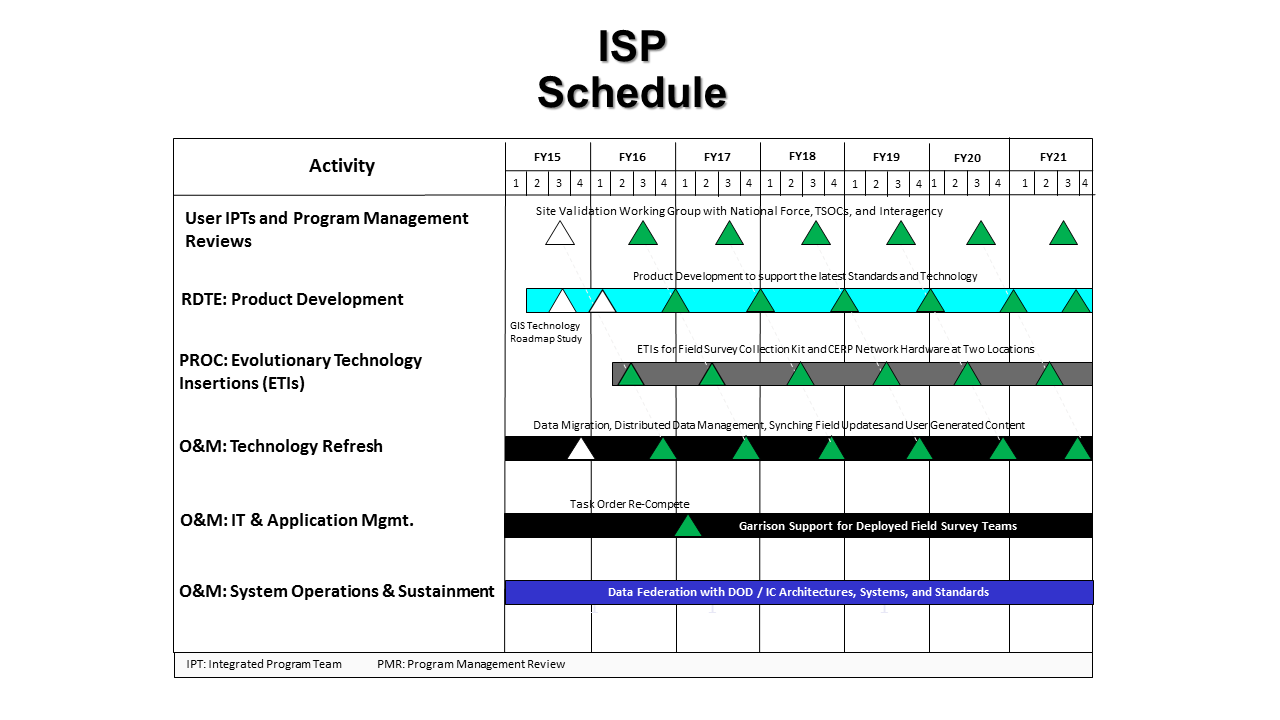 ISP
Schedule
Activity
FY15 FY16 FY17 FY18 FY19 FY20 FY21
1 2 3 4 1 2 3 4 1 2 3 4 1 2 3 4 1 2 3 4 1 2 3 4 1 2 3 4
Site Validation Working Group with National Force, TSOCs, and Interagency
User IPTs and Program Management
Reviews
Product Development to support the latest Standards and Technology
RDTE: Product Development
GIS Technology
Roadmap Study
ETIs for Field Survey Collection Kit and CERP Network Hardware at Two Locations
PROC: Evolutionary Technology
Insertions (ETIs)
Data Migration, Distributed Data Management, Synching Field Updates and User Generated Content
O&M: Technology Refresh
Task Order Re-Compete
O&M: IT & Application Mgmt.
Garrison Support for Deployed Field Survey Teams
O&M: System Operations & Sustainment
Data Federation with DOD / IC Architectures, Systems, and Standards
IPT: Integrated Program Team PMR: Program Management Review